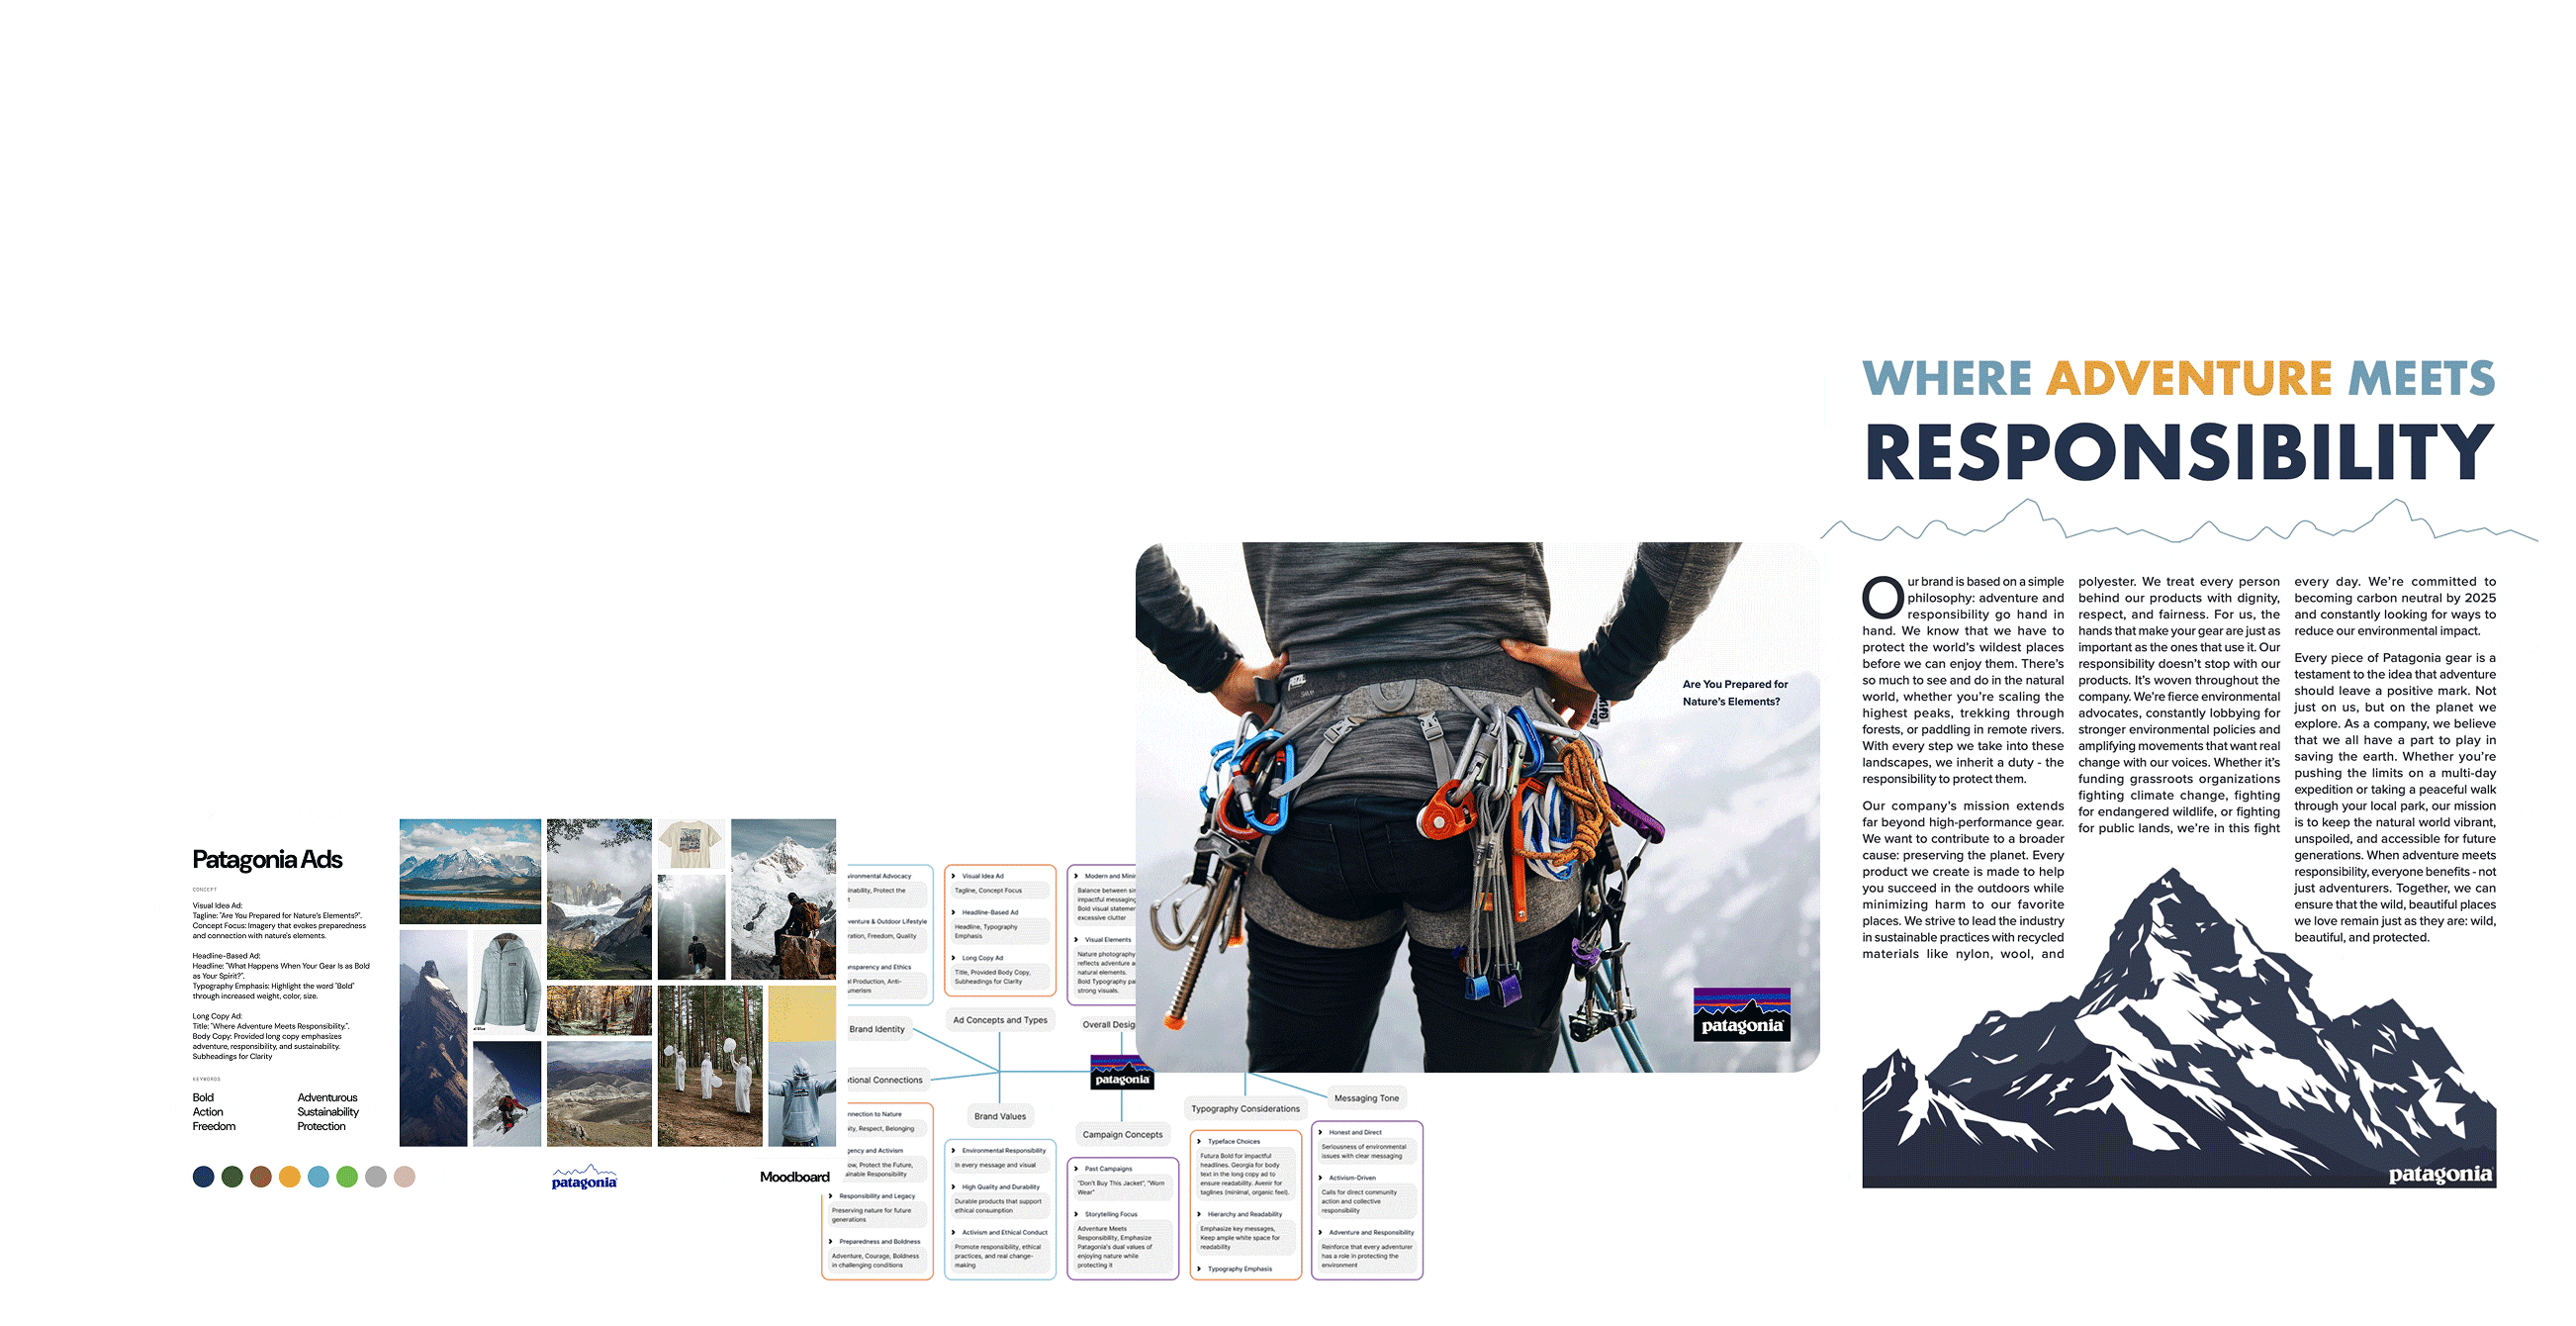 Patagonia Ads
CONCEPT
Visual Idea Ad:
Tagline: "Are You Prepared for Nature's Elements?".
Concept Focus: Imagery that evokes preparedness
and connection with nature's elements.
Headline-Based Ad:
Headline: "What Happens When Your Gear Is as Bold
as Your Spirit?".
Typography Emphasis: Highlight the word "Bold"
through increased weight, color, size.
Long Copy Ad:
Title: "Where Adventure Meets Responsibility.".
Body Copy: Provided long copy emphasizes
adventure, responsibility, and sustainability.
Subheadings for Clarity
KEYWORDS
Bold
Action
Freedom
Adventurous
Sustainability
Protection
patagonia
Moodboard
ironmental Advocacy
inability, Protect the
venture & Outdoor Lifestyle
ration, Freedom, Quality
nsparency and Ethics
al Production, Anti-
umerism
Brand Identity
Visual Idea Ad
Tagline, Concept Focus
Headline-Based Ad
Headline, Typography
Emphasis
Long Copy Ad
Title, Provided Body Copy,
Subheadings for Clarity
Ad Concepts and Types
Modern and Mini
Balance between si
impactful messaging
Bold visual statemen
excessive clutter
Visual Elements
Nature photography
reflects adventure a
natural elements.
Bold Typography pa
strong visuals.
Overall Desig
patagonia
tional Connections
nnection to Nature
ity, Respect, Belonging
gency and Activism
ow, Protect the Future,
ainable Responsibility
Responsibility and Legacy
Preserving nature for future
generations
Preparedness and Boldness
Adventure, Courage, Boldness
in challenging conditions
Brand Values
Environmental Responsibility
In every message and visual
High Quality and Durability
Durable products that support
ethical consumption
Activism and Ethical Conduct
Promote responsibility, ethical
practices, and real change-
making
Campaign Concepts
Past Campaigns
"Don't Buy This Jacket", "Worn
Wear"
Storytelling Focus
Adventure Meets
Responsibility, Emphasize
Patagonia's dual values of
enjoying nature while
protecting it
Typography Considerations
Typeface Choices
Futura Bold for impactful
headlines. Georgia for body
text in the long copy ad to
ensure readability. Avenir for
taglines (minimal, organic feel).
Hierarchy and Readability
Emphasize key messages,
Keep ample white space for
readability
Typography Emphasis
Messaging Tone
Honest and Direct
Seriousness of environmental
issues with clear messaging
Activism-Driven
Calls for direct community
action and collective
responsibility
Adventure and Responsibility
Reinforce that every adventurer
has a role in protecting the
environment
PETZL
Are You Prepared for
Nature's Elements?
patagonia
WHERE ADVENTURE MEETS
RESPONSIBILITY
Our brand is based on a simple
philosophy: adventure and
responsibility go hand in
hand. We know that we have to
protect the world's wildest places
before we can enjoy them. There's
so much to see and do in the natural
world, whether you're scaling the
highest peaks, trekking through
forests, or paddling in remote rivers.
With every step we take into these
landscapes, we inherit a duty - the
responsibility to protect them.
Our company's mission extends
far beyond high-performance gear.
We want to contribute to a broader
cause: preserving the planet. Every
product we create is made to help
you succeed in the outdoors while
minimizing harm to our favorite
places. We strive to lead the industry
in sustainable practices with recycled
materials like nylon, wool, and
polyester. We treat every person
behind our products with dignity,
respect, and fairness. For us, the
hands that make your gear are just as
important as the ones that use it. Our
responsibility doesn't stop with our
products. It's woven throughout the
company. We're fierce environmental
advocates, constantly lobbying for
stronger environmental policies and
amplifying movements that want real
change with our voices. Whether it's
funding grassroots organizations
fighting climate change, fighting
for endangered wildlife, or fighting
for public lands, we're in this fight
every day. We're committed to
becoming carbon neutral by 2025
and constantly looking for ways to
reduce our environmental impact.
Every piece of Patagonia gear is a
testament to the idea that adventure
should leave a positive mark. Not
just on us, but on the planet we
explore. As a company, we believe
that we all have a part to play in
saving the earth. Whether you're
pushing the limits on a multi-day
expedition or taking a peaceful walk
through your local park, our mission
is to keep the natural world vibrant,
unspoiled, and accessible for future
generations. When adventure meets
responsibility, everyone benefits - not
just adventurers. Together, we can
ensure that the wild, beautiful places
we love remain just as they are: wild,
beautiful, and protected.
patagonia